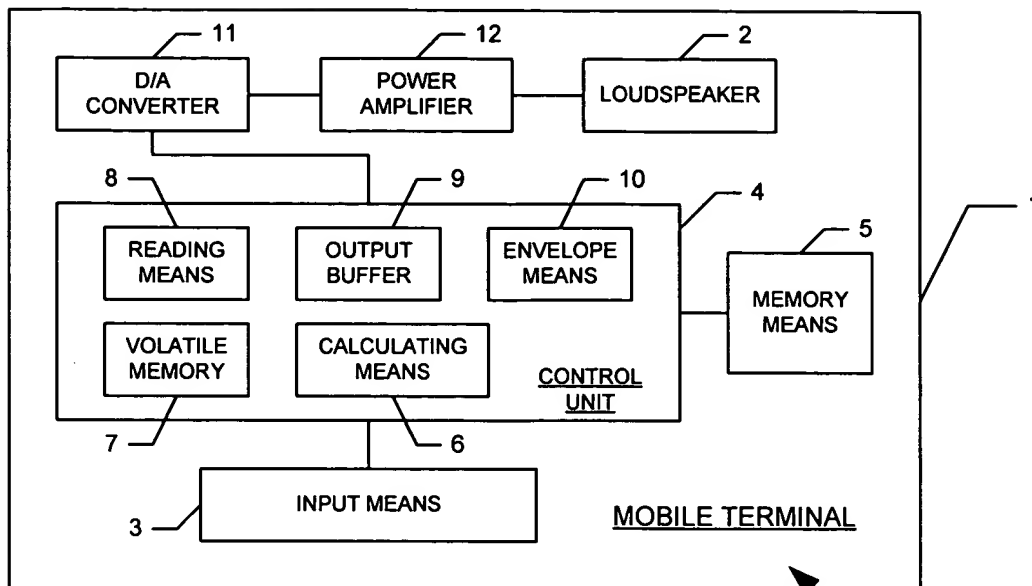 11
12
2
D/A
CONVERTER
POWER
AMPLIFIER
LOUDSPEAKER
8
9
10
4
5
READING
MEANS
OUTPUT
BUFFER
ENVELOPE
MEANS
MEMORY
MEANS
VOLATILE
MEMORY
CALCULATING
MEANS
CONTROL
UNIT
7
6
3
INPUT MEANS
MOBILE TERMINAL